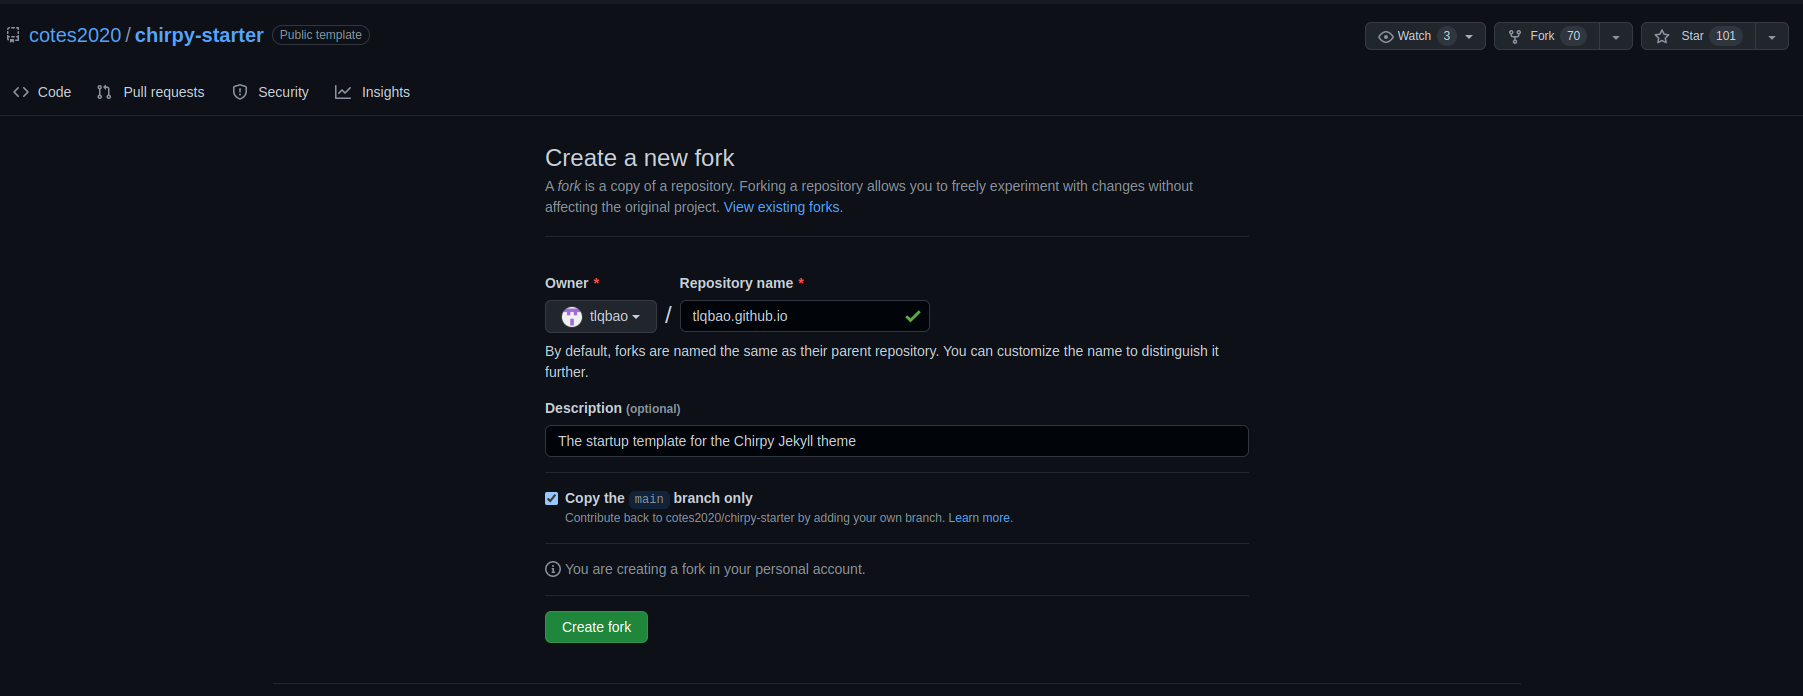 cotes2020 / chirpy-starter Public template Watch 3 Fork 70 Star 101
Code Pull requests Security Insights
Create a new fork
A fork is a copy of a repository. Forking a repository allows you to freely experiment with changes without
affecting the original project. View existing forks.
Owner * Repository name *
tlqbao / tlqbao.github.io
By default, forks are named the same as their parent repository. You can customize the name to distinguish it
further.
Description (optional)
The startup template for the Chirpy Jekyll theme
Copy the main branch only
Contribute back to cotes2020/chirpy-starter by adding your own branch. Learn more.
You are creating a fork in your personal account.
Create fork